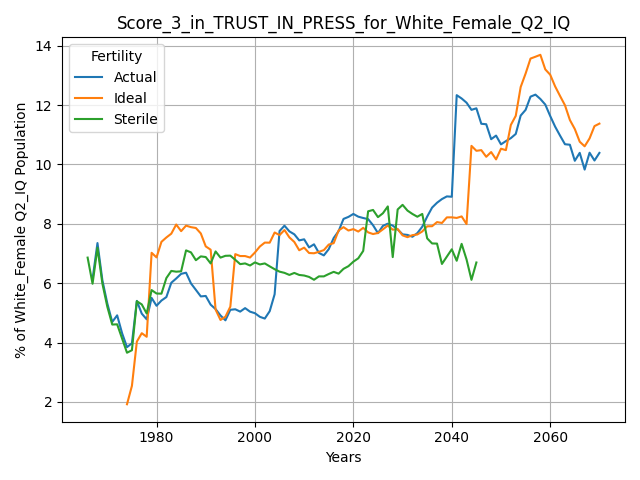 Score_3_in_TRUST_IN_PRESS_for_White_Female_Q2_IQ
Fertility
Actual
Ideal
Sterile
% of White_Female Q2_IQ Population
14
12
10
8
6
4
2
1980 2000 2020 2040 2060
Years